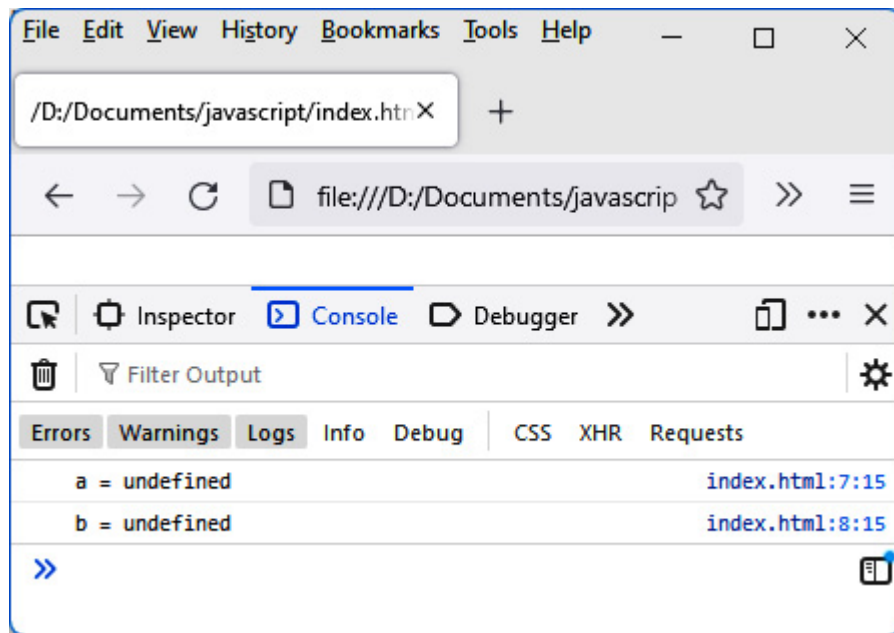 File Edit View History Bookmarks Tools Help
/D:/Documents/javascript/index.htm
file:///D:/Documents/javascrip
Inspector Console Debugger
Filter Output
Errors Warnings Logs Info Debug CSS XHR Requests
a = undefined index.html:7:15
b = undefined index.html:8:15